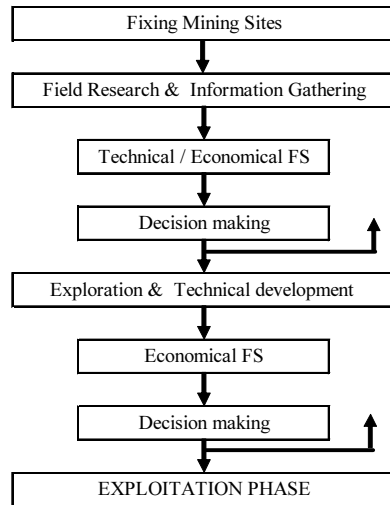 Fixing Mining Sites
Field Research & Information Gathering
Technical / Economical FS
Decision making
Exploration & Technical development
Economical FS
Decision making
EXPLOITATION PHASE